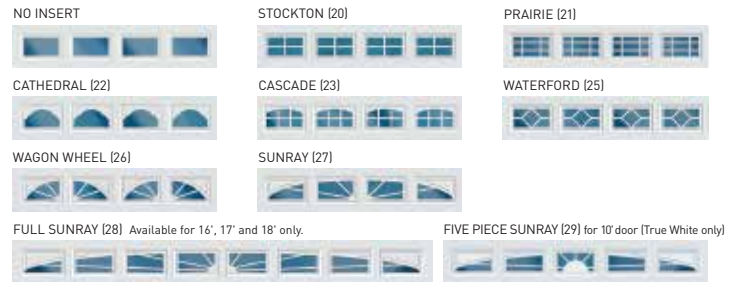 NO INSERT
STOCKTON (20)
PRAIRIE (21)
CATHEDRAL (22)
CASCADE (23)
WATERFORD (25)
WAGON WHEEL (26)
SUNRAY (27)
FULL SUNRAY (28) Available for 16', 17' and 18' only.
FIVE PIECE SUNRAY (29) for 10' door (True White only)